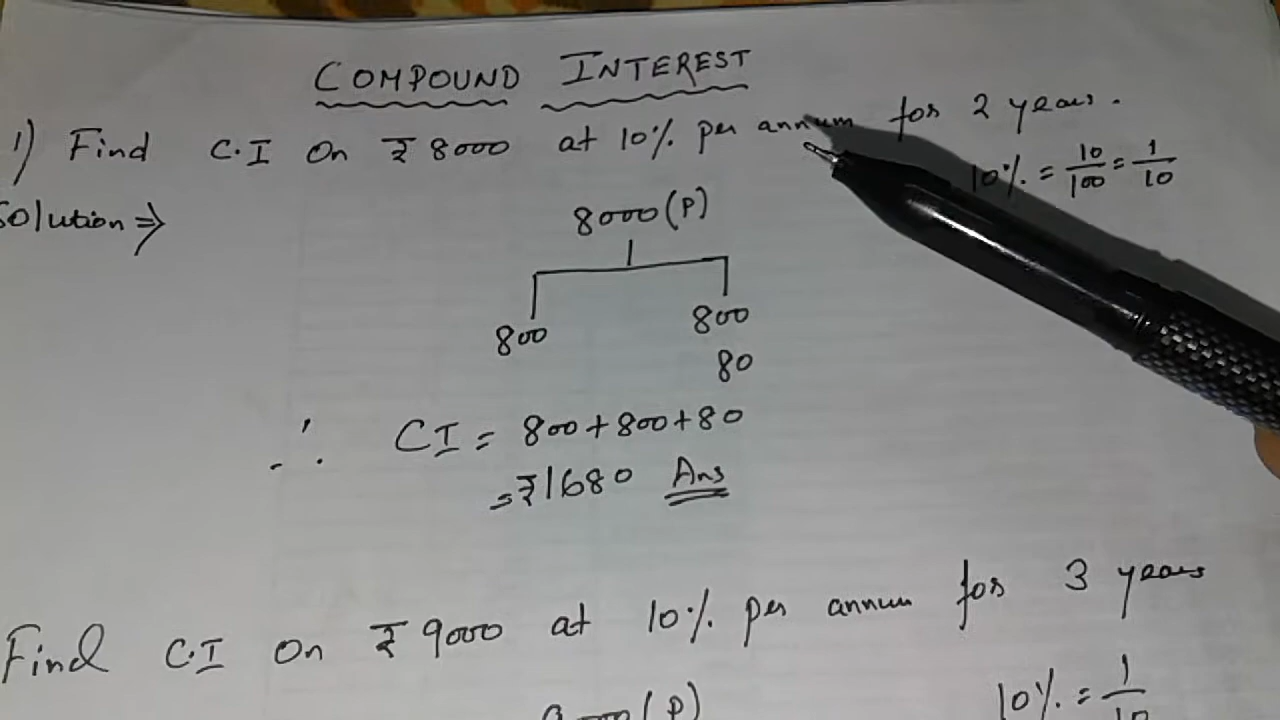 COMPOUND INTEREST
1) Find C.I On ₹ 8000 at 10% per annum for 2 years.
10% = 10/100 = 1/10
Solution ⇒
8000 (P)
800 800
80
∴ CI = 800 + 800 + 80
= ₹1680 Ans
Find C.I On ₹ 9000 at 10% per annum for 3 years
10% = 1/10
(P)